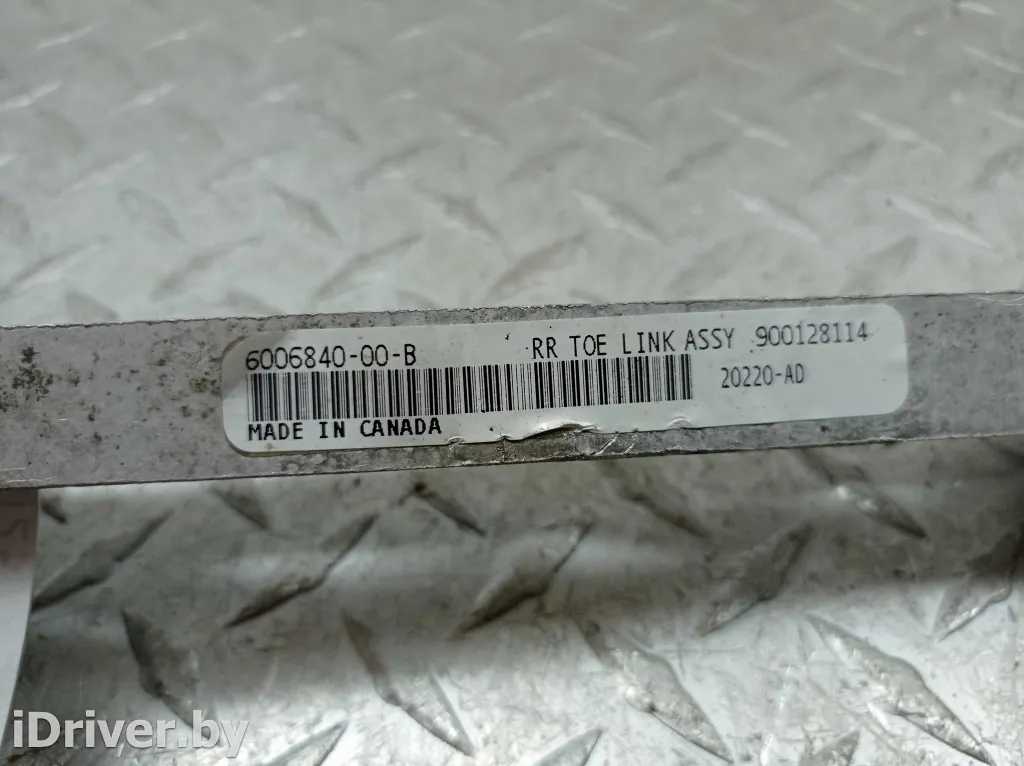 6006840-00-B RR TOE LINK ASSY 900128114
20220-AD
MADE IN CANADA
iDriver.by